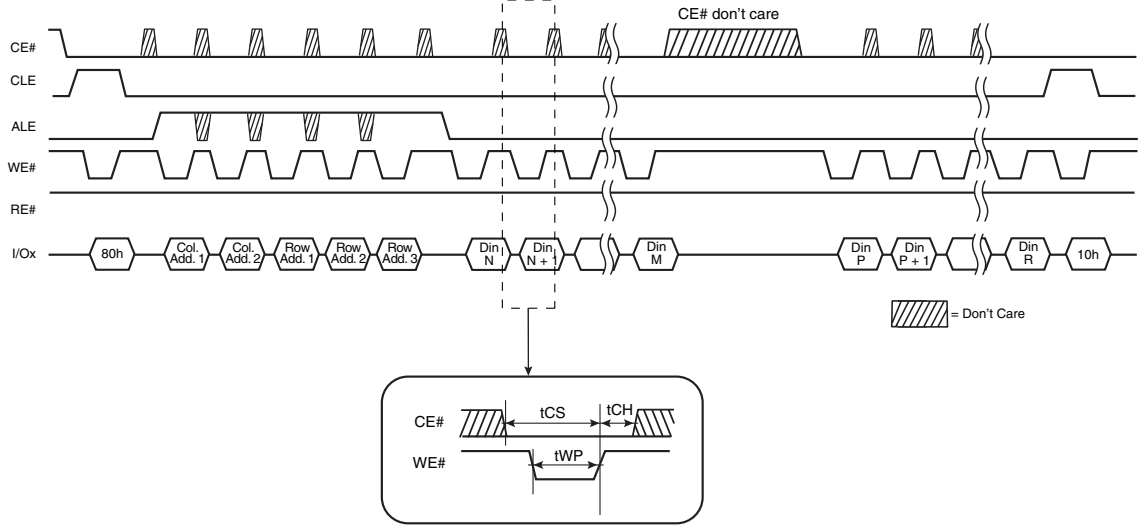 CE# don't care
CE#
CLE
ALE
WE#
RE#
I/Ox
80h
Col.
Add. 1
Col.
Add. 2
Row
Add. 1
Row
Add. 2
Row
Add. 3
Din
N
Din
N + 1
Din
M
Din
P
Din
P + 1
Din
R
10h
= Don't Care
CE#
tCS
tCH
WE#
tWP